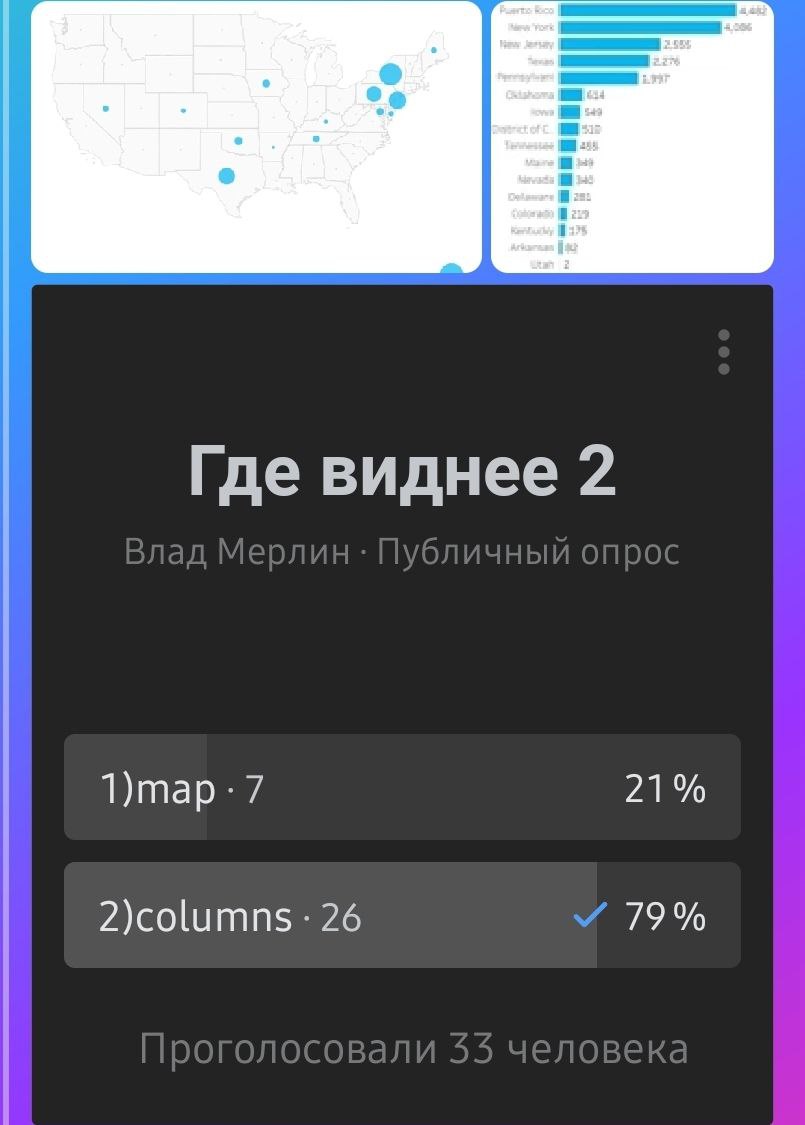 Puerto Rico 4,482
New York 4,086
New Jersey 2,555
Texas 2,276
Pennsylvani 1,997
Oklahoma 614
Iowa 549
District of C.. 510
Tennessee 455
Maine 349
Nevada 340
Delaware 281
Colorado 219
Kentucky 175
Arkansas 82
Utah 2
Где виднее 2
Влад Мерлин · Публичный опрос
1)map · 7 21 %
2)columns · 26 79 %
Проголосовали 33 человека